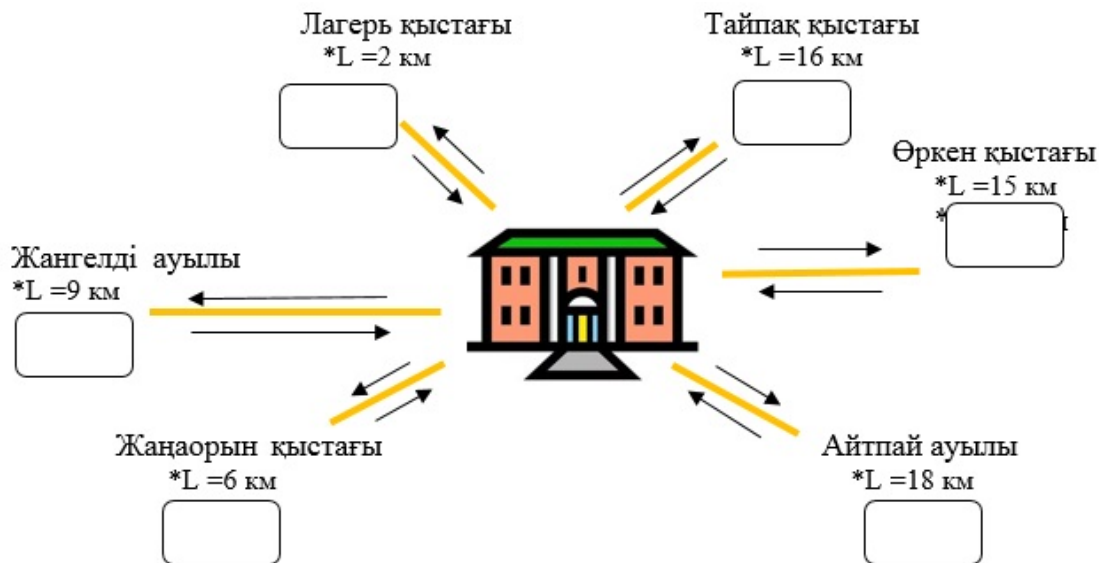 Лагерь қыстағы
*L =2 км
Тайпақ қыстағы
*L =16 км
Өркен қыстағы
*L =15 км
Жангелді ауылы
*L =9 км
Жаңаорын қыстағы
*L =6 км
Айтпай ауылы
*L =18 км